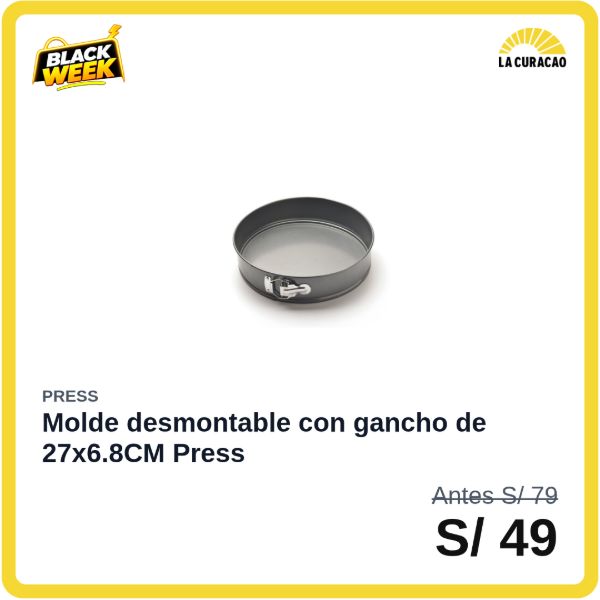 BLACK
WEEK
LA CURACAO
PRESS
Molde desmontable con gancho de
27x6.8CM Press
Antes S/ 79
S/ 49